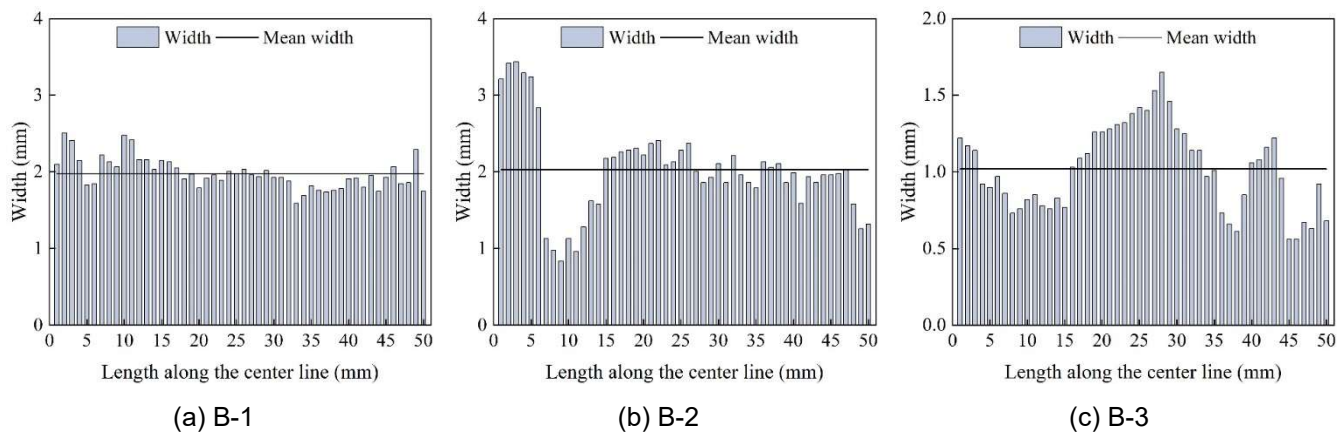 4
3
2
1
0
Width (mm)
Width
Mean width
0 5 10 15 20 25 30 35 40 45 50
Length along the center line (mm)
(a) B-1
4
3
2
1
0
Width (mm)
Width
Mean width
0 5 10 15 20 25 30 35 40 45 50
Length along the center line (mm)
(b) B-2
2.0
1.5
1.0
0.5
0.0
Width (mm)
Width
Mean width
0 5 10 15 20 25 30 35 40 45 50
Length along the center line (mm)
(c) B-3